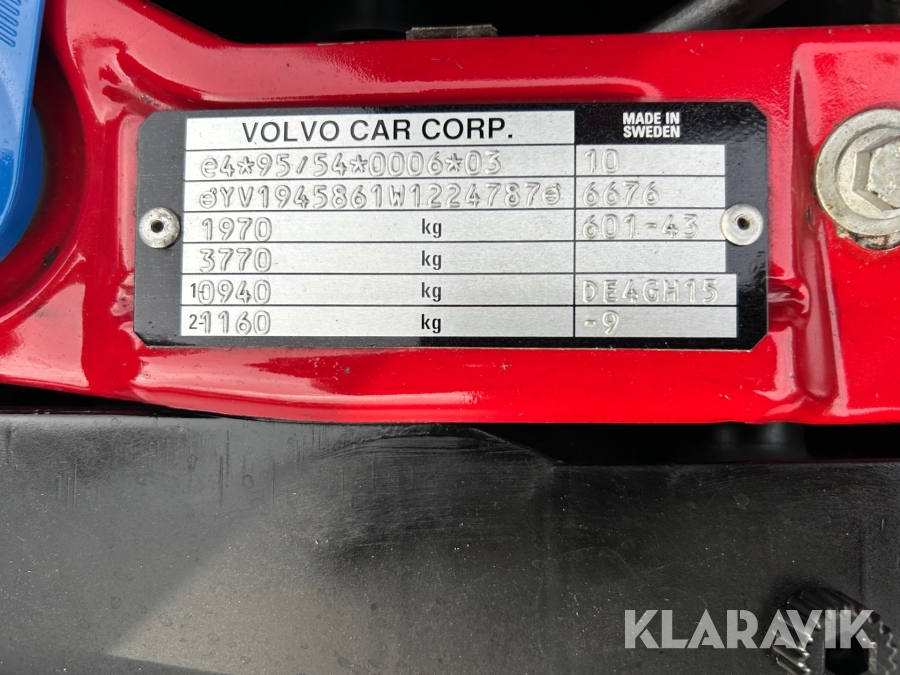 VOLVO CAR CORP. MADE IN SWEDEN
e4*95/54*0006*03 10
YV1945861W1224787 6676
1970 kg 601-43
3770 kg
1 0940 kg DE4GH15
2-1160 kg -9
KLARAVIK